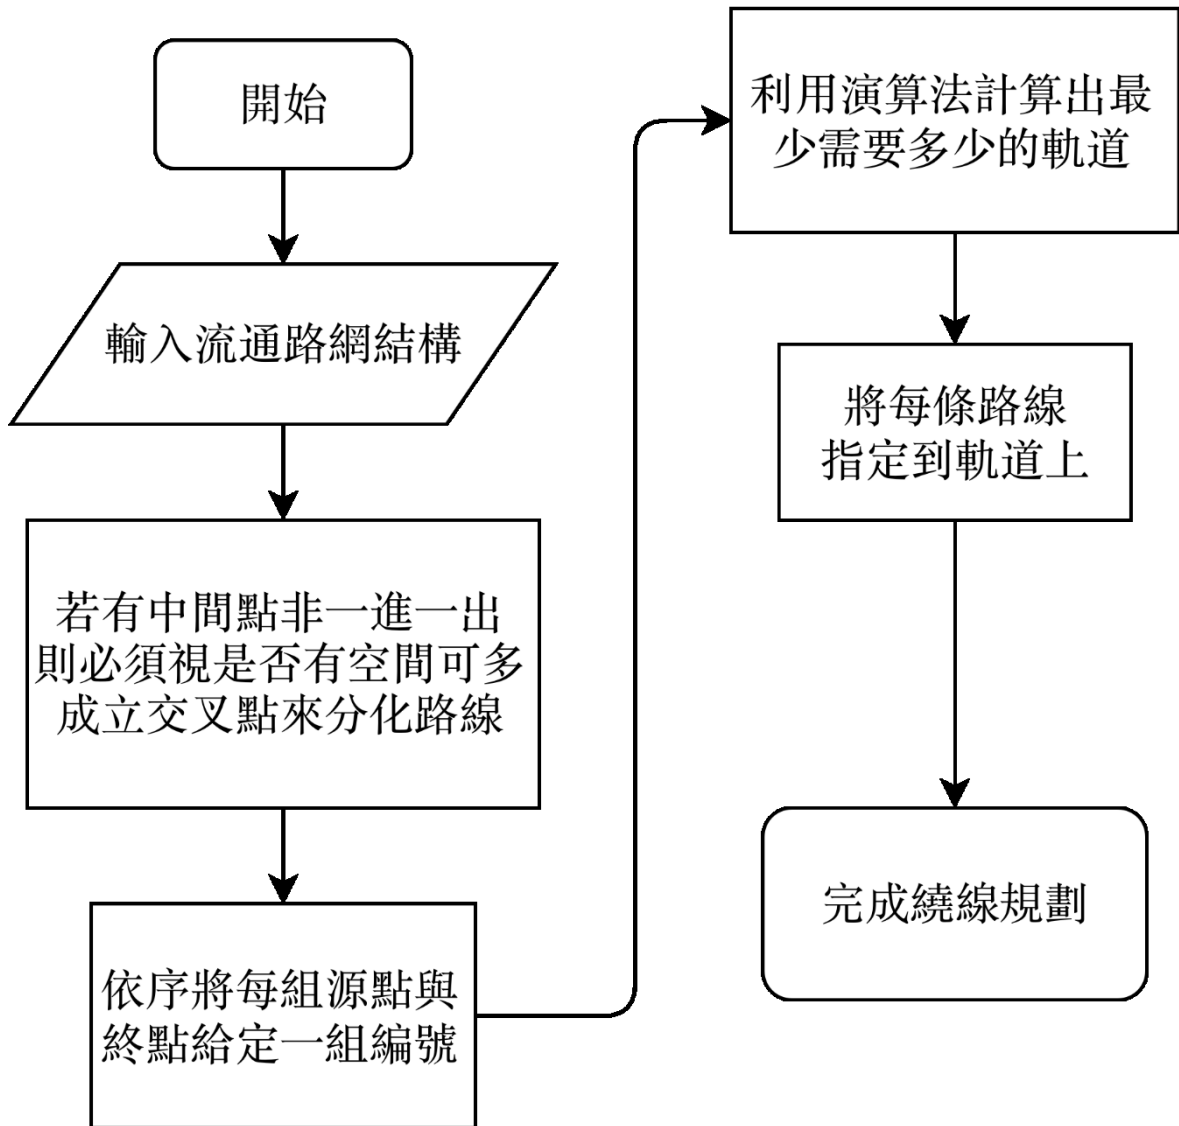 開始
輸入流通路網結構
若有中間點非一進一出
則必須視是否有空間可多
成立交叉點來分化路線
依序將每組源點與
終點給定一組編號
利用演算法計算出最
少需要多少的軌道
將每條路線
指定到軌道上
完成繞線規劃